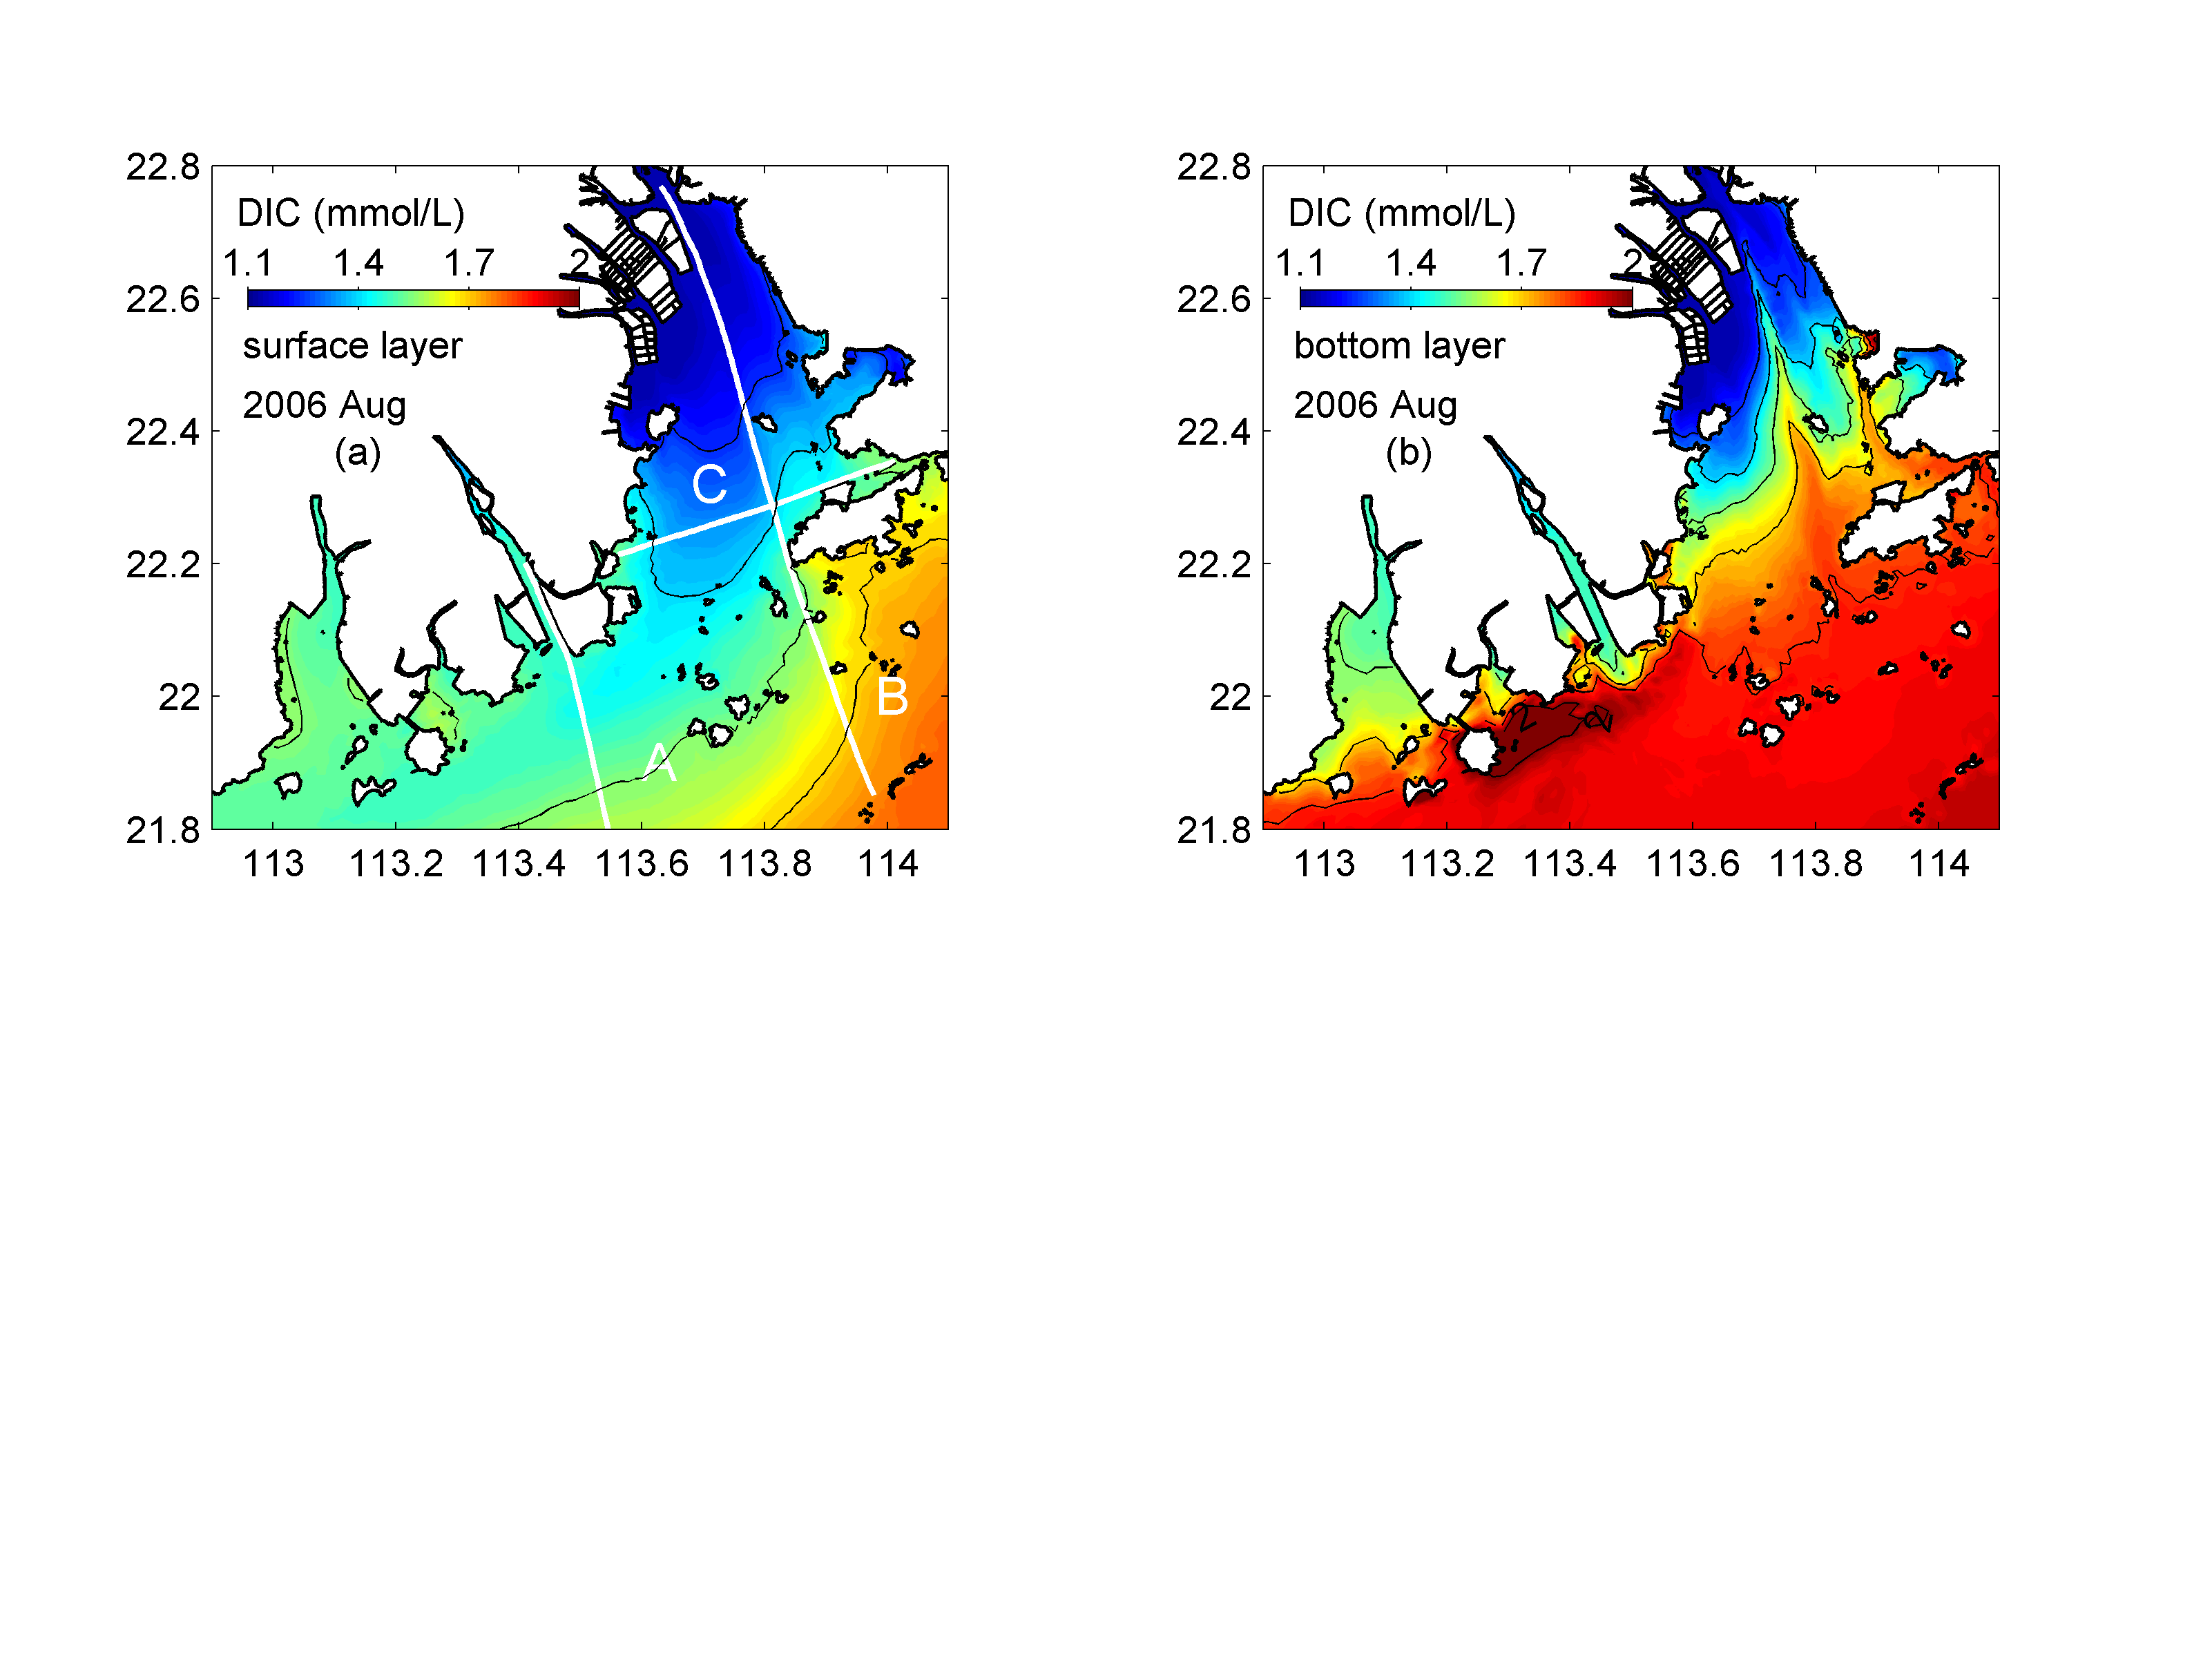 22.8
22.6
22.4
22.2
22
21.8
DIC (mmol/L)
1.1 1.4 1.7 2
surface layer
2006 Aug
(a)
C
B
A
113 113.2 113.4 113.6 113.8 114
22.8
22.6
22.4
22.2
22
21.8
DIC (mmol/L)
1.1 1.4 1.7 2
bottom layer
2006 Aug
(b)
2
2
113 113.2 113.4 113.6 113.8 114